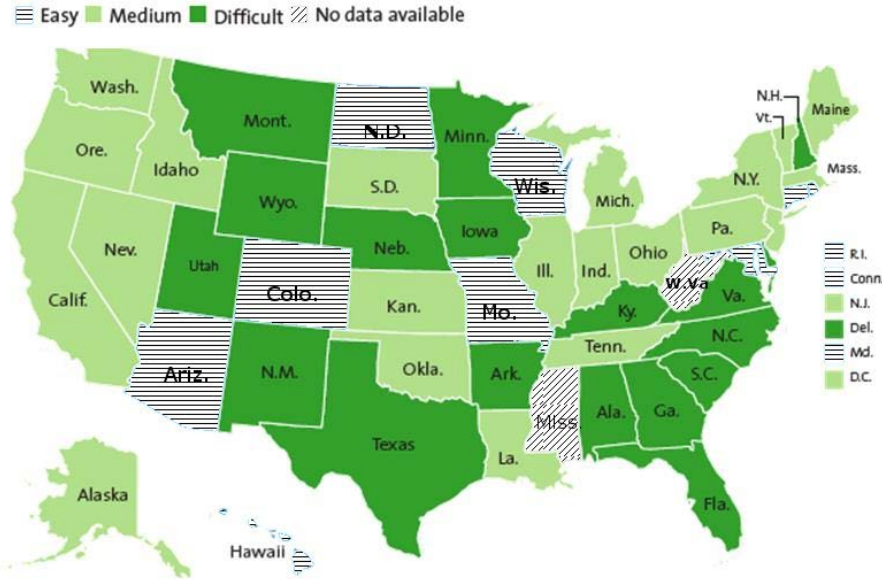 Easy Medium Difficult No data available
Wash.
Mont.
N.D.
Minn.
N.H.
Vt.
Maine
Ore.
Idaho
S.D.
Wis.
Mich.
N.Y.
Mass.
Wyo.
Nev.
Utah
Neb.
Iowa
Pa.
Calif.
Colo.
Kan.
Mo.
Ill.
Ind.
Ohio
W.Va
Va.
Ky.
R.I.
Conn.
N.J.
Del.
Md.
D.C.
Ariz.
N.M.
Okla.
Ark.
Tenn.
N.C.
S.C.
Texas
La.
Miss.
Ala.
Ga.
Fla.
Alaska
Hawaii